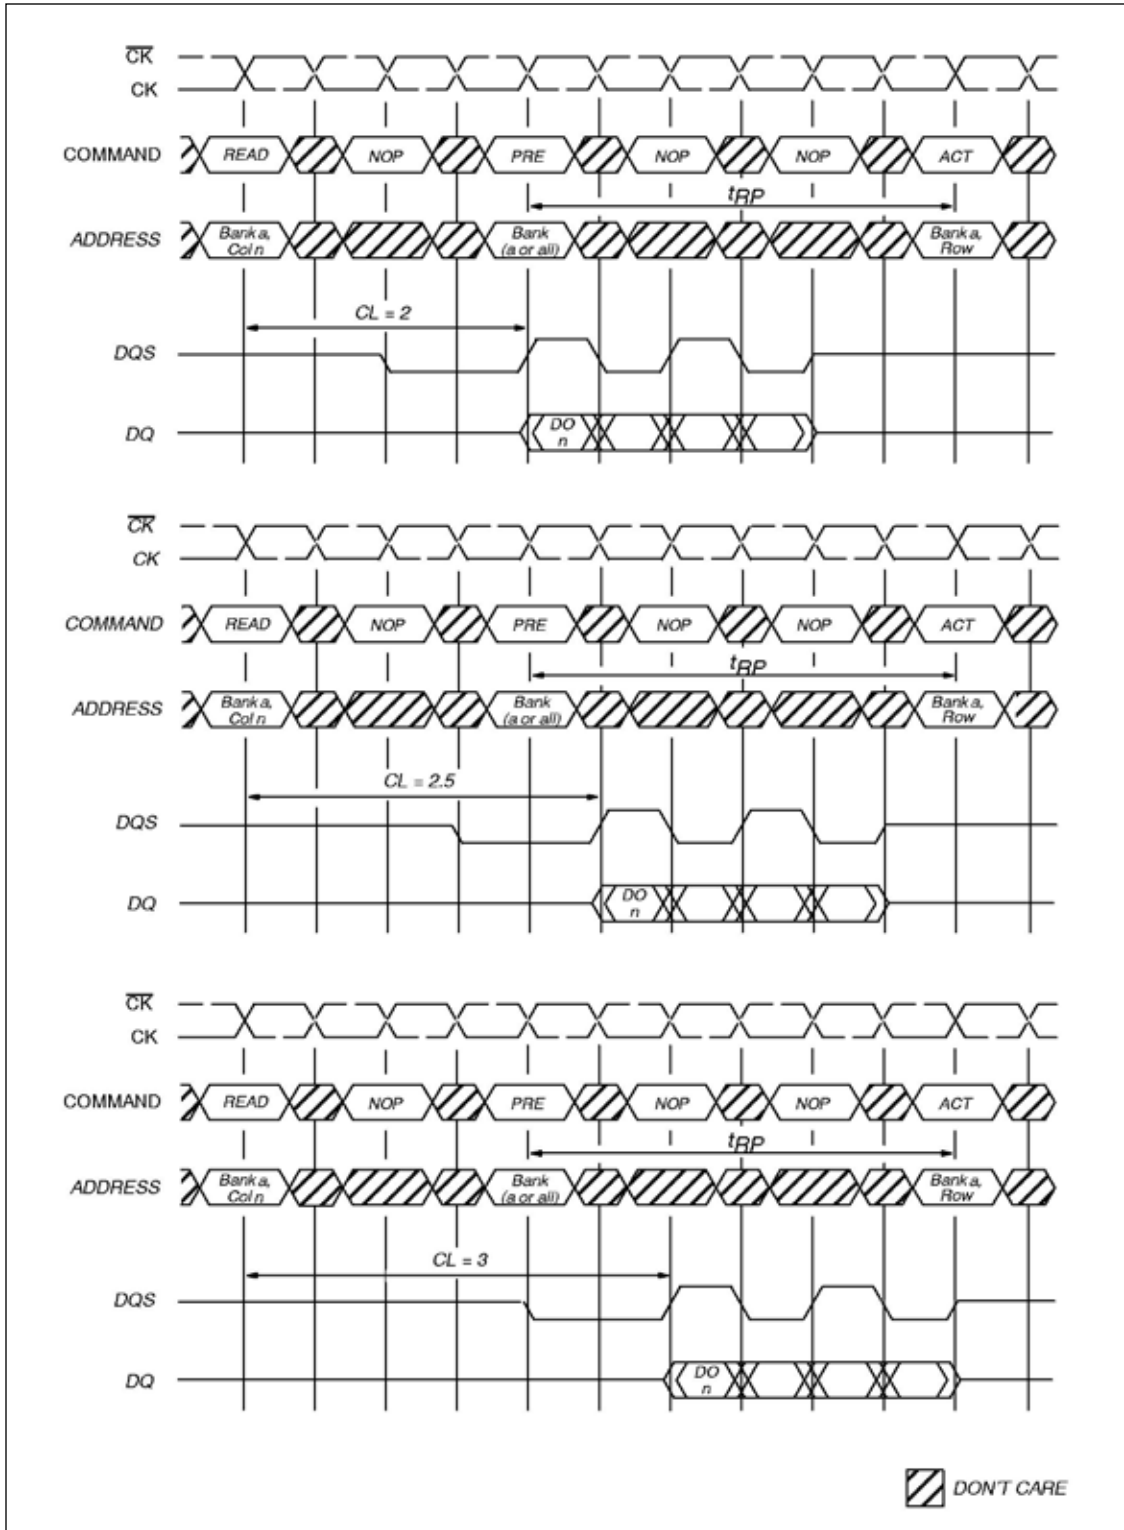 CK
CK
COMMAND READ NOP PRE NOP NOP ACT
tRP
ADDRESS Bank a, Col n Bank (a or all) Bank a, Row
CL = 2
DQS
DQ DO n
CK
CK
COMMAND READ NOP PRE NOP NOP ACT
tRP
ADDRESS Bank a, Col n Bank (a or all) Bank a, Row
CL = 2.5
DQS
DQ DO n
CK
CK
COMMAND READ NOP PRE NOP NOP ACT
tRP
ADDRESS Bank a, Col n Bank (a or all) Bank a, Row
CL = 3
DQS
DQ DO n
DON'T CARE